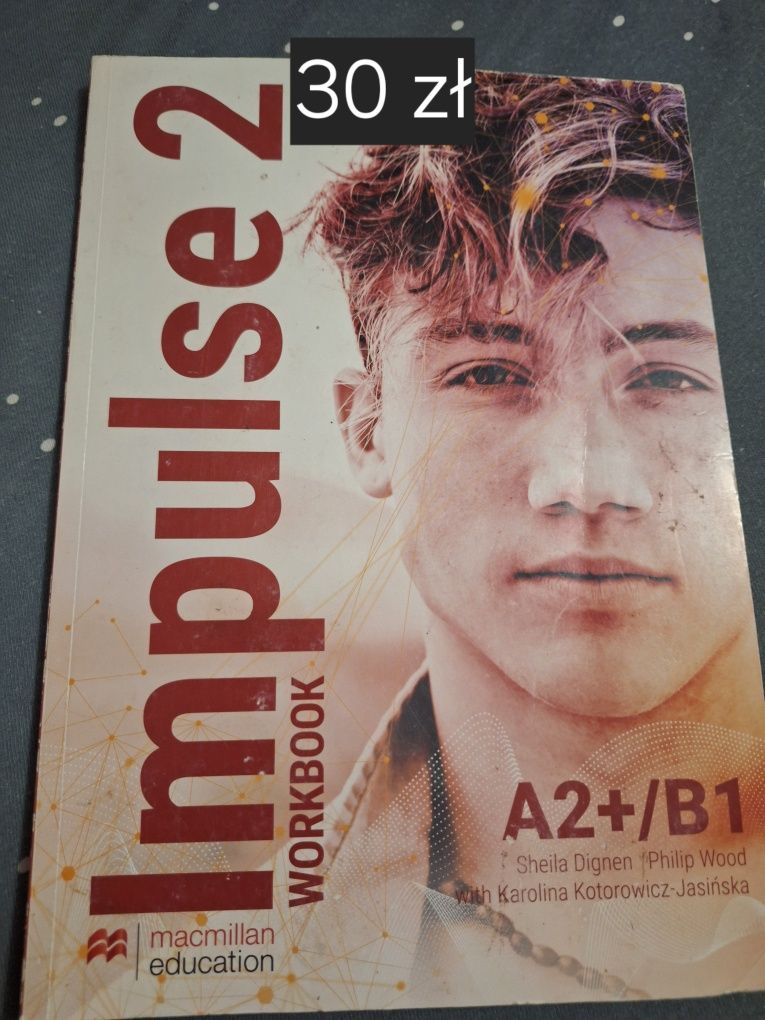 30 zł
Impulse 2
WORKBOOK
A2+/B1
Sheila Dignen Philip Wood
with Karolina Kotorowicz-Jasińska
macmillan
education